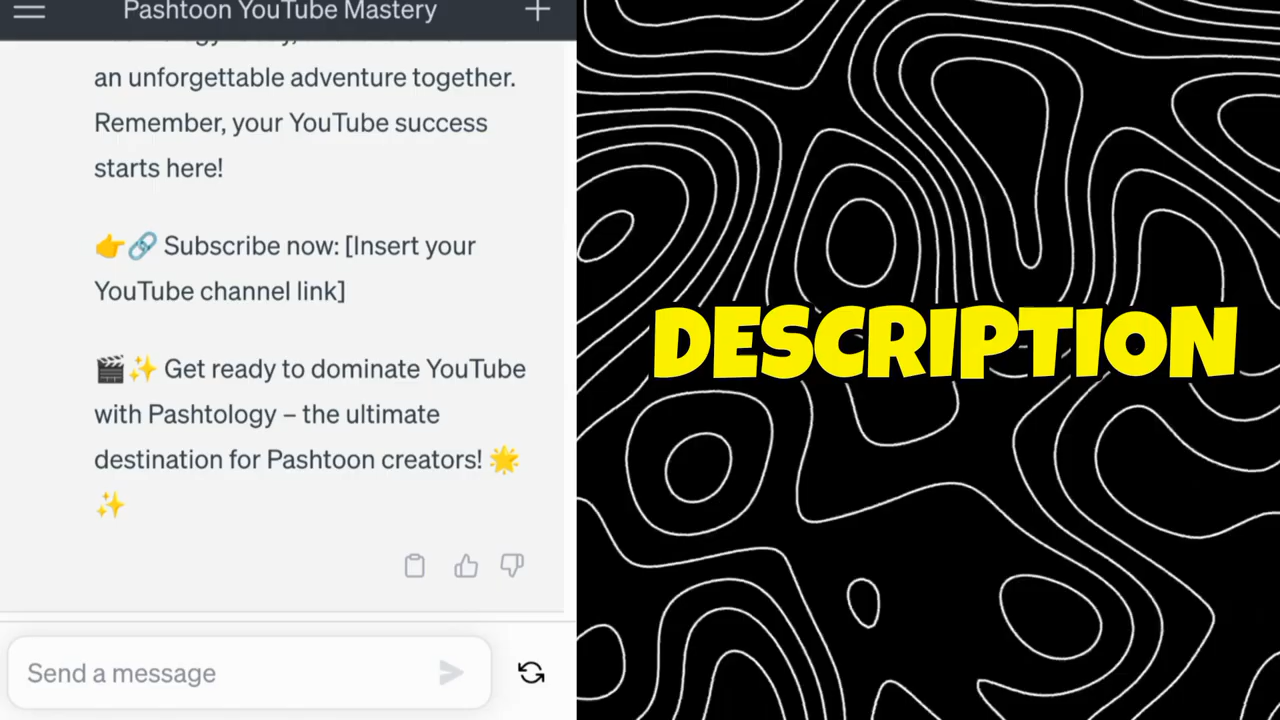 Pashtoon YouTube Mastery
an unforgettable adventure together.
Remember, your YouTube success
starts here!
👉🔗 Subscribe now: [Insert your
YouTube channel link]
🎬✨ Get ready to dominate YouTube
with Pashtology – the ultimate
destination for Pashtoon creators! 🌟
✨
Send a message
DESCRIPTION